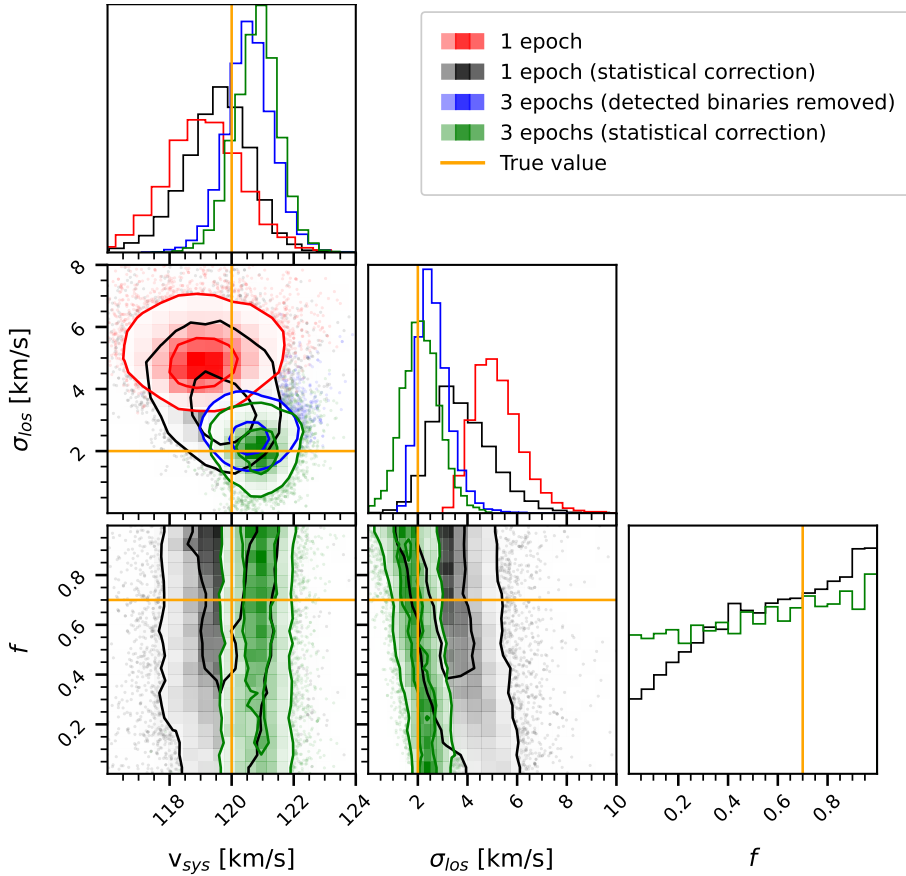 1 epoch
1 epoch (statistical correction)
3 epochs (detected binaries removed)
3 epochs (statistical correction)
True value
8
6
4
2
σ_los [km/s]
0.8
0.6
0.4
0.2
f
118 120 122 124
2 4 6 8 10
0.2 0.4 0.6 0.8
v_sys [km/s] σ_los [km/s] f